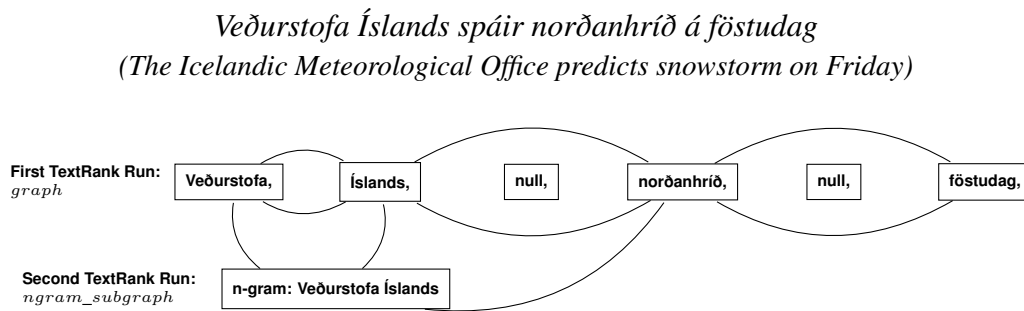 Veðurstofa Íslands spáir norðanhríð á föstudag
(The Icelandic Meteorological Office predicts snowstorm on Friday)
First TextRank Run:
graph
Veðurstofa,
Íslands,
null,
norðanhríð,
null,
föstudag,
Second TextRank Run:
ngram_subgraph
n-gram: Veðurstofa Íslands